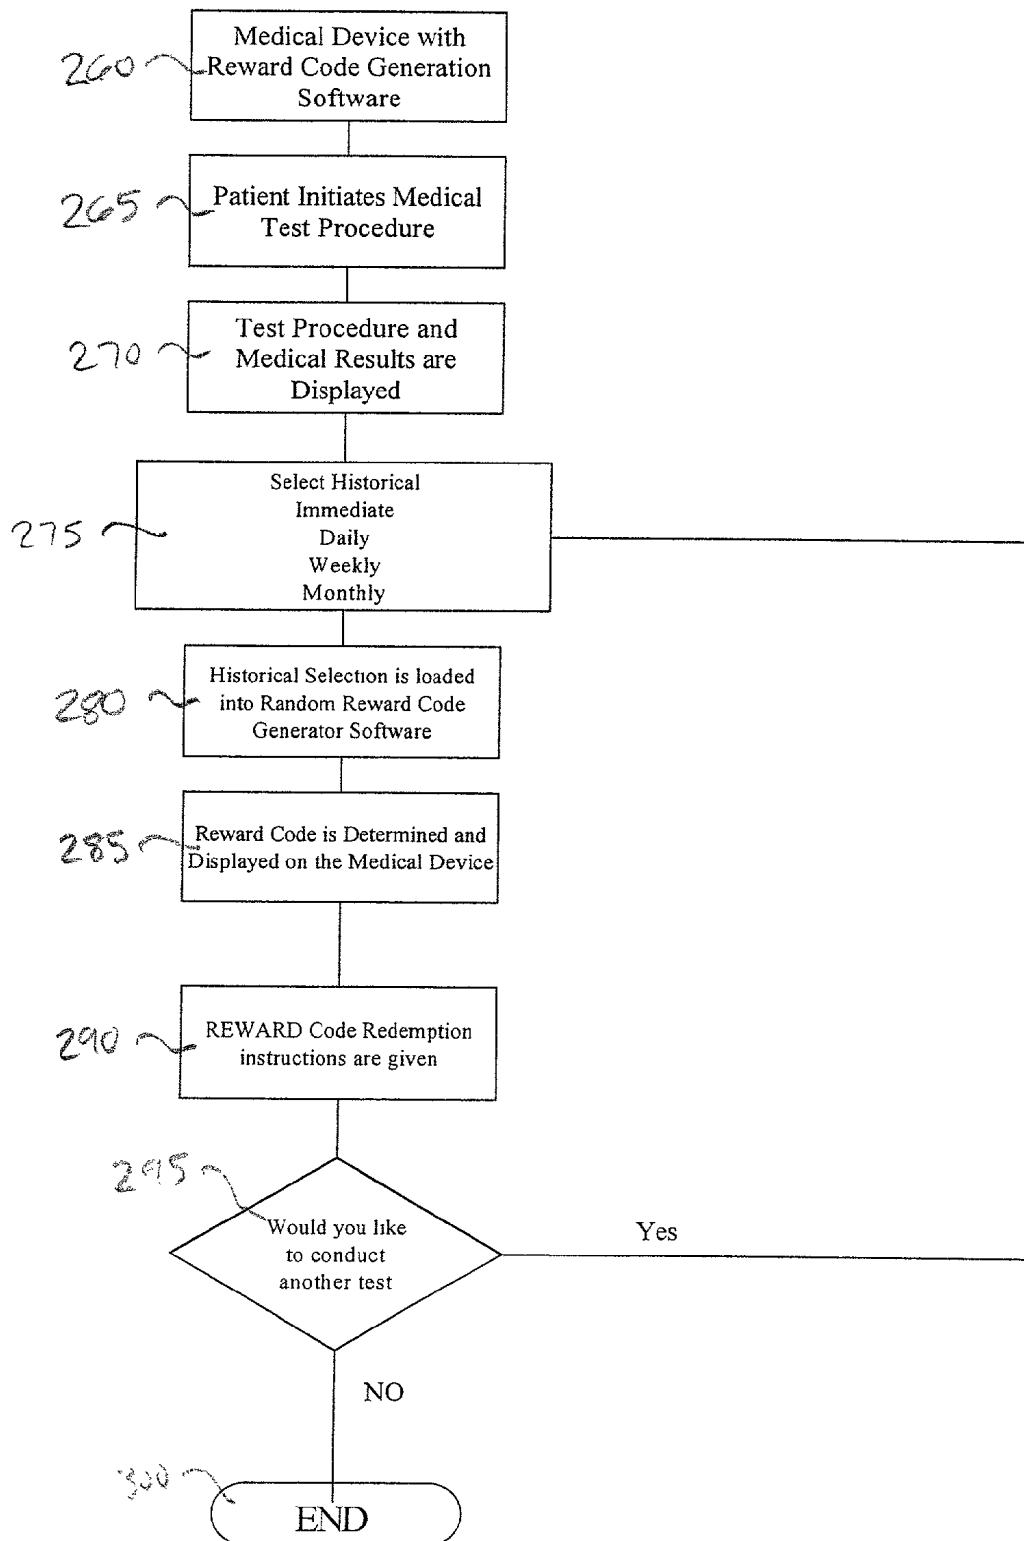 Medical Device with
260
Reward Code Generation
Software
265
Patient Initiates Medical
Test Procedure
270
Test Procedure and
Medical Results are
Displayed
275
Select Historical
Immediate
Daily
Weekly
Monthly
280
Historical Selection is loaded
into Random Reward Code
Generator Software
285
Reward Code is Determined and
Displayed on the Medical Device
290
REWARD Code Redemption
instructions are given
295
Would you like
to conduct
another test
Yes
NO
300
END